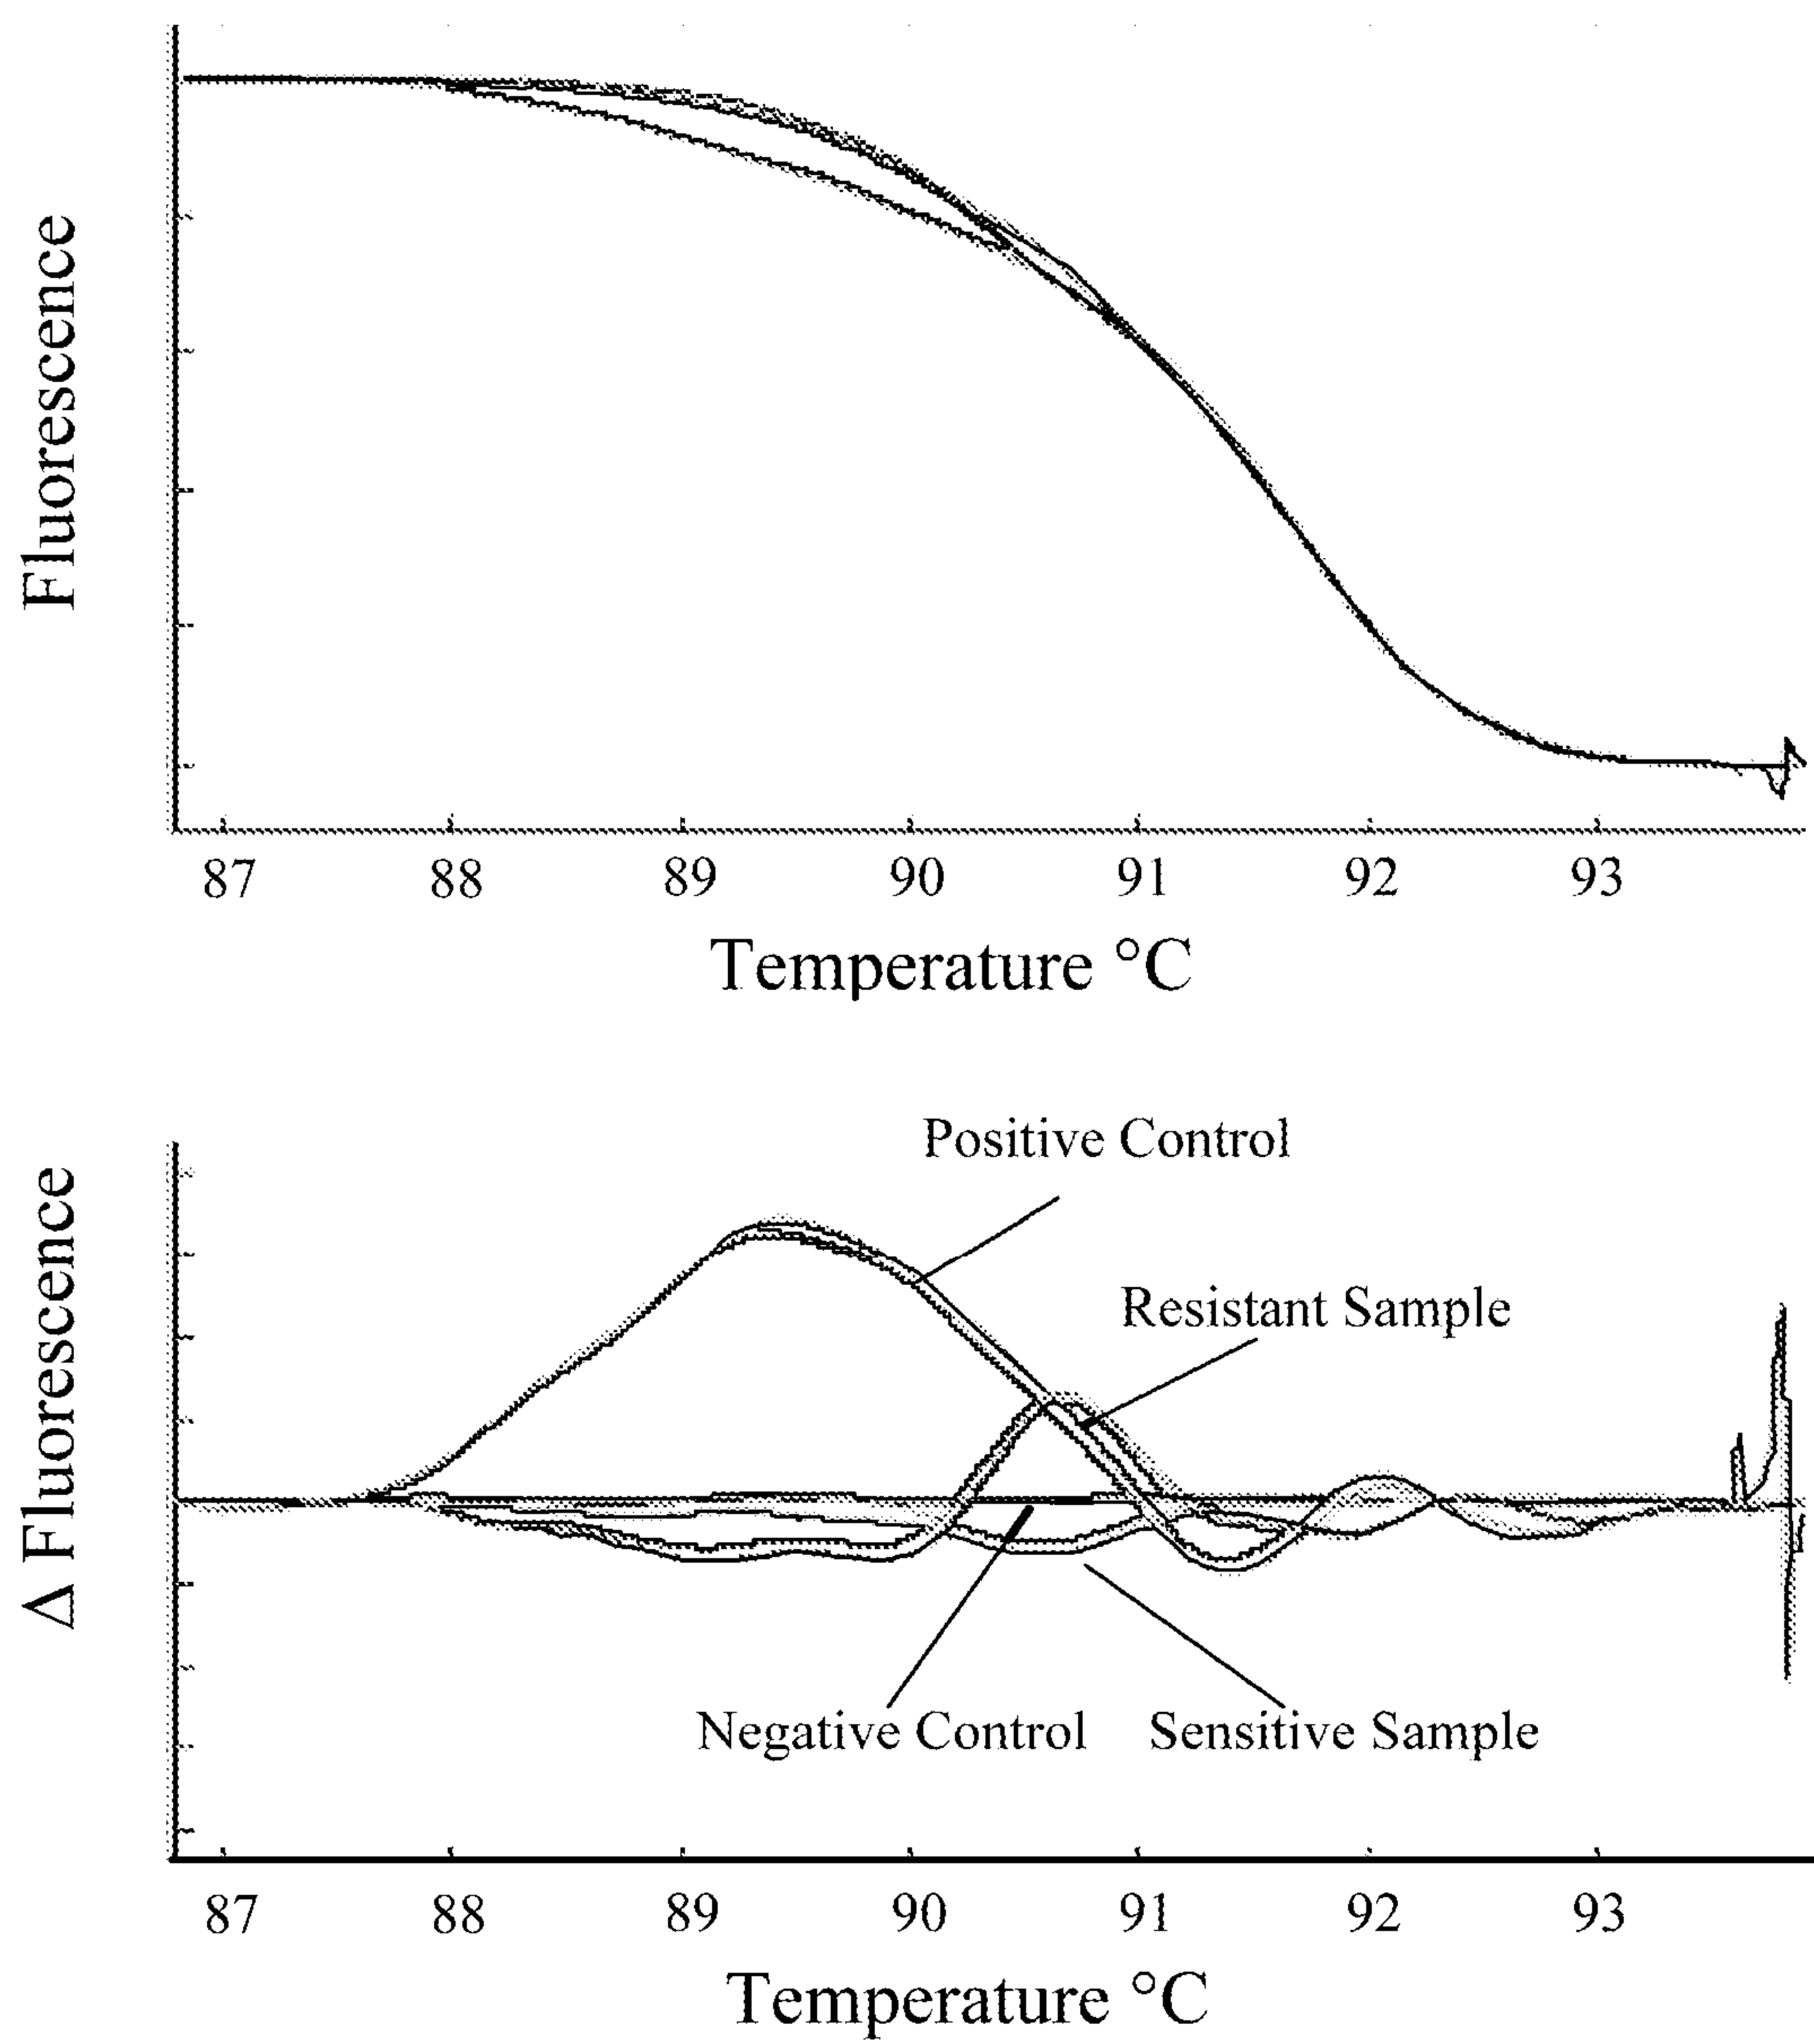 Fluorescence
87 88 89 90 91 92 93
Temperature °C
Δ Fluorescence
Positive Control
Resistant Sample
Negative Control
Sensitive Sample
87 88 89 90 91 92 93
Temperature °C